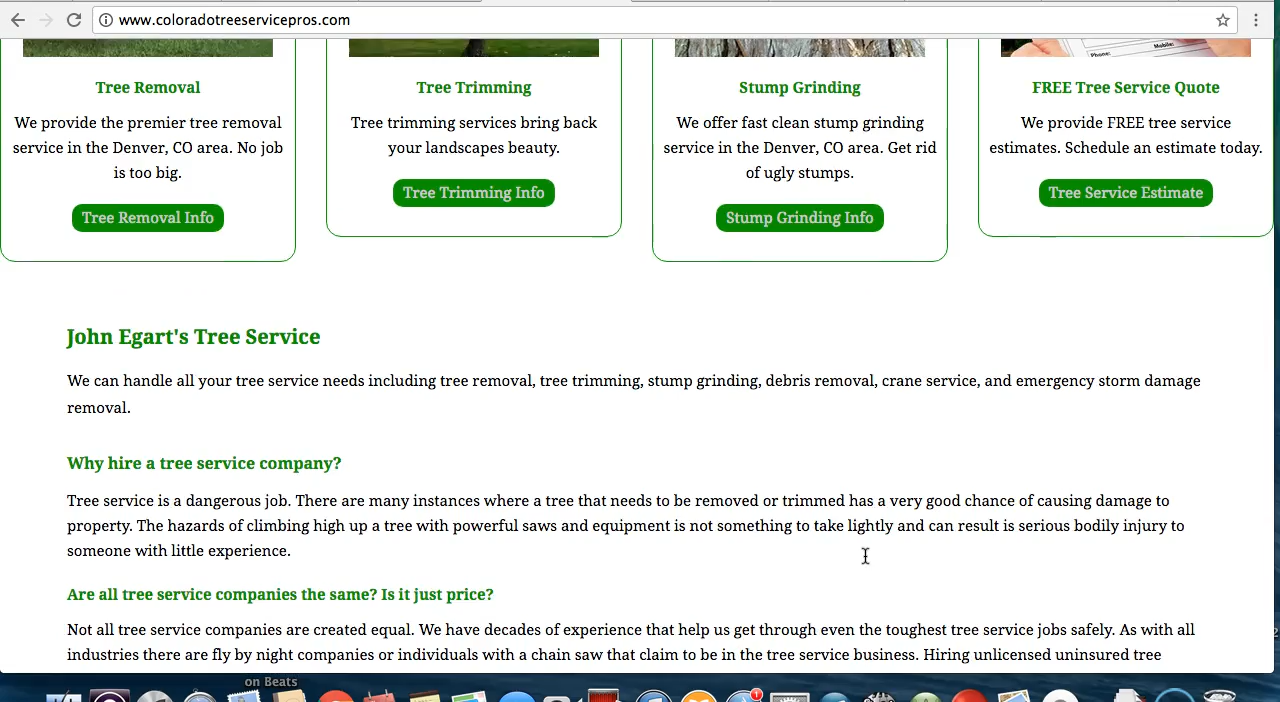 www.coloradotreeservicepros.com
Phone: Mobile:
Tree Removal
We provide the premier tree removal
service in the Denver, CO area. No job
is too big.
Tree Removal Info
Tree Trimming
Tree trimming services bring back
your landscapes beauty.
Tree Trimming Info
Stump Grinding
We offer fast clean stump grinding
service in the Denver, CO area. Get rid
of ugly stumps.
Stump Grinding Info
FREE Tree Service Quote
We provide FREE tree service
estimates. Schedule an estimate today.
Tree Service Estimate
John Egart's Tree Service
We can handle all your tree service needs including tree removal, tree trimming, stump grinding, debris removal, crane service, and emergency storm damage
removal.
Why hire a tree service company?
Tree service is a dangerous job. There are many instances where a tree that needs to be removed or trimmed has a very good chance of causing damage to
property. The hazards of climbing high up a tree with powerful saws and equipment is not something to take lightly and can result is serious bodily injury to
someone with little experience.
Are all tree service companies the same? Is it just price?
Not all tree service companies are created equal. We have decades of experience that help us get through even the toughest tree service jobs safely. As with all
industries there are fly by night companies or individuals with a chain saw that claim to be in the tree service business. Hiring unlicensed uninsured tree
on Beats
1